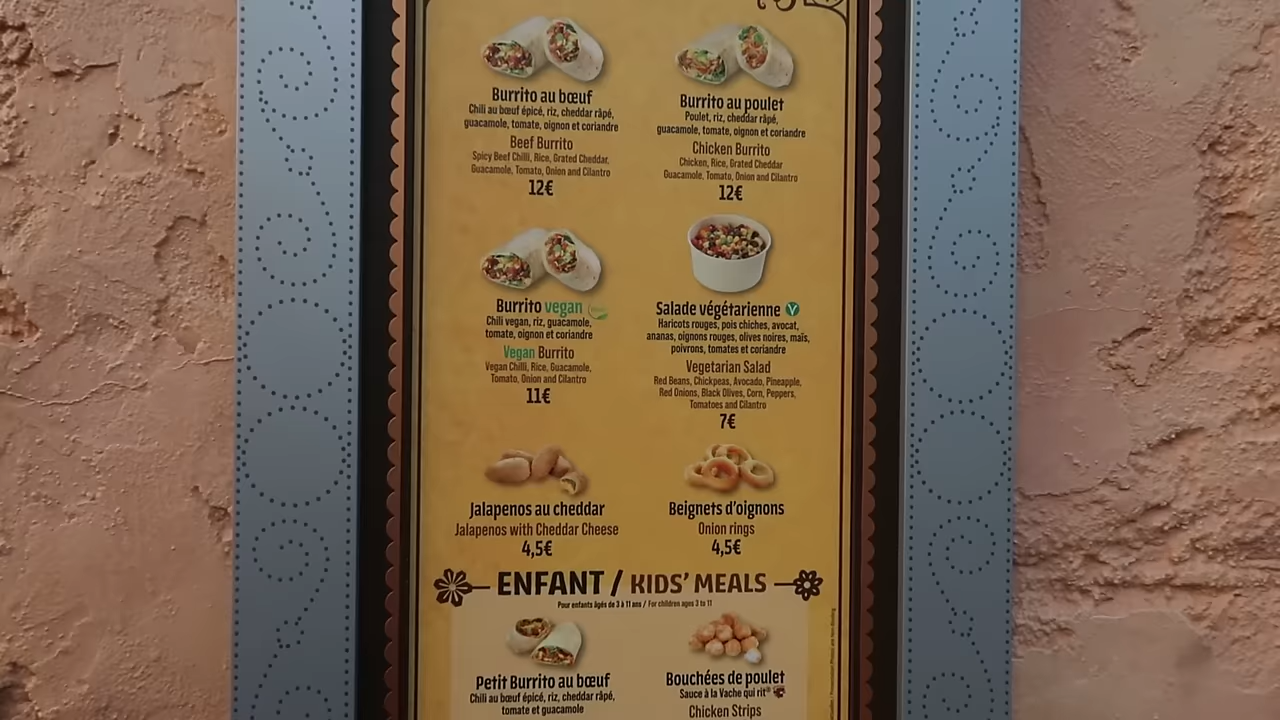 Burrito au bœuf
Chili au bœuf épicé, riz, cheddar râpé,
guacamole, tomate, oignon et coriandre
Beef Burrito
Spicy Beef Chilli, Rice, Grated Cheddar,
Guacamole, Tomato, Onion and Cilantro
12€
Burrito au poulet
Poulet, riz, cheddar râpé,
guacamole, tomate, oignon et coriandre
Chicken Burrito
Chicken, Rice, Grated Cheddar
Guacamole, Tomato, Onion and Cilantro
12€
Burrito vegan
Chili vegan, riz, guacamole,
tomate, oignon et coriandre
Vegan Burrito
Vegan Chilli, Rice, Guacamole,
Tomato, Onion and Cilantro
11€
Salade végétarienne V
Haricots rouges, pois chiches, avocat,
ananas, oignons rouges, olives noires, maïs,
poivrons, tomates et coriandre
Vegetarian Salad
Red Beans, Chickpeas, Avocado, Pineapple,
Red Onions, Black Olives, Corn, Peppers,
Tomatoes and Cilantro
7€
Jalapenos au cheddar
Jalapenos with Cheddar Cheese
4,5€
Beignets d'oignons
Onion rings
4,5€
ENFANT / KIDS' MEALS
Pour enfants âgés de 3 à 11 ans / For children ages 3 to 11
Petit Burrito au bœuf
Chili au bœuf épicé, riz, cheddar râpé,
tomate et guacamole
Bouchées de poulet
Sauce à la Vache qui rit®
Chicken Strips